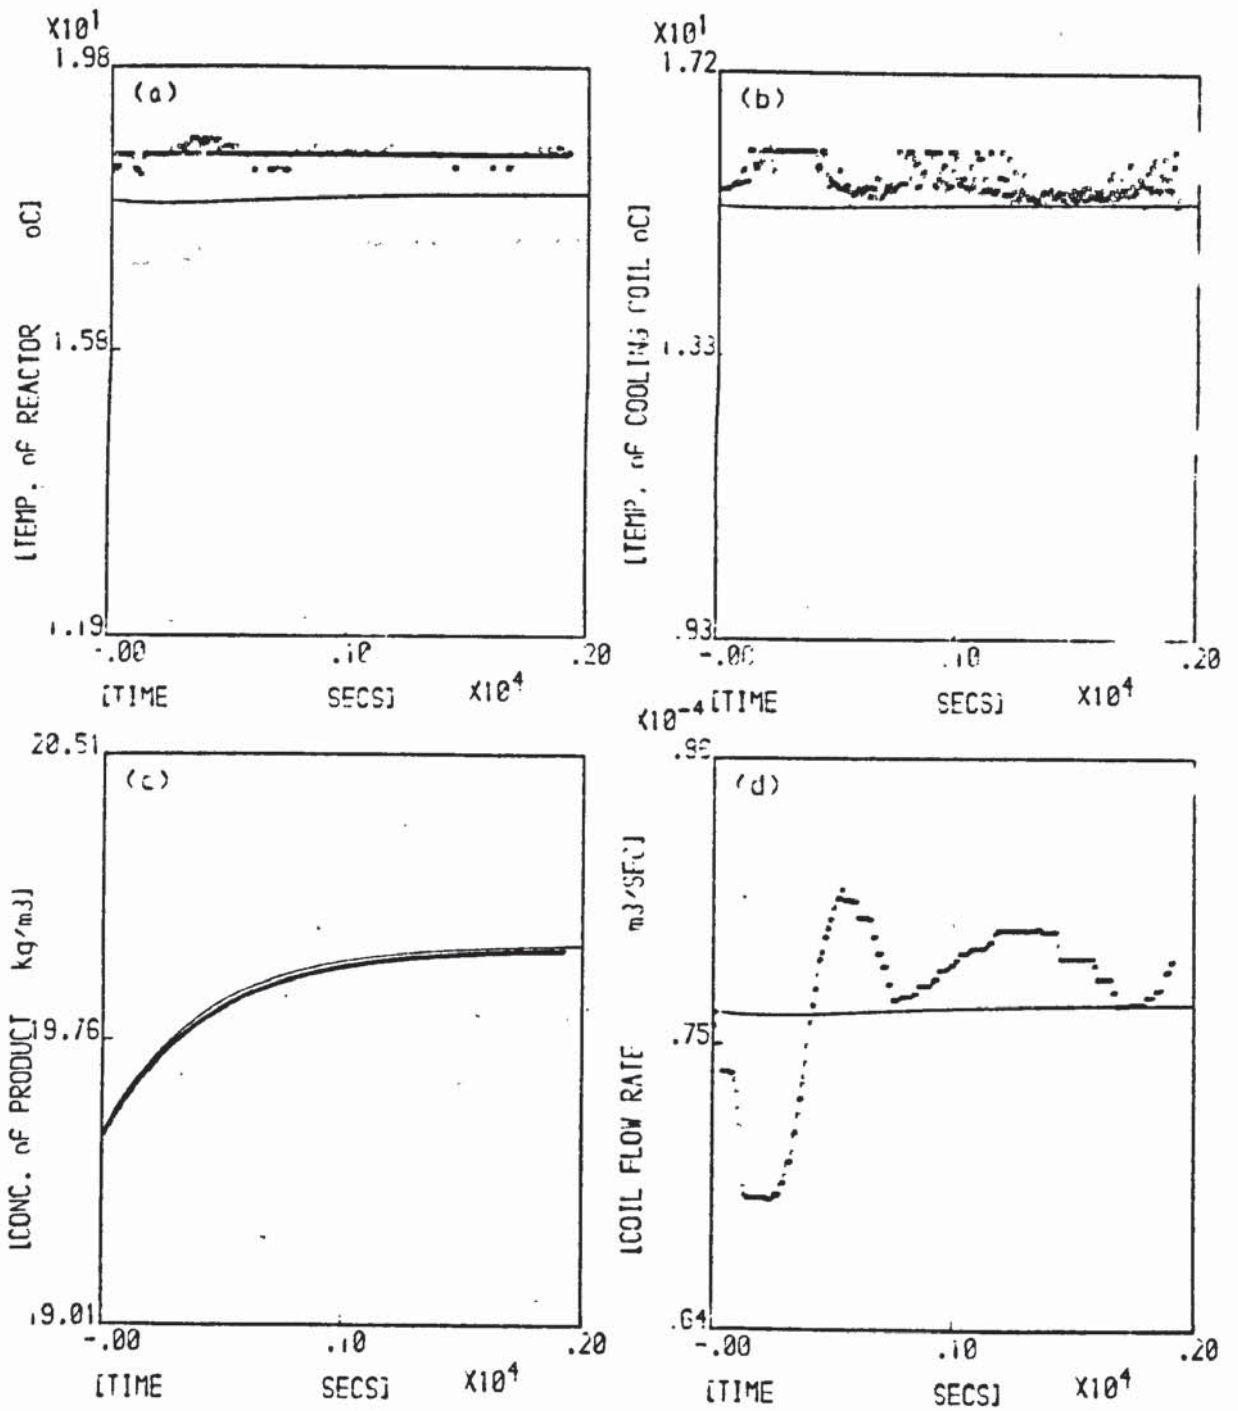 X10¹
1.98
(a)
1.58
1.19
-.00 .10 .20
[TIME SECS] X10⁴
[TEMP. of REACTOR oC]
X10¹
1.72
(b)
1.33
.93
-.00 .10 .20
[TIME SECS] X10⁴
[TEMP. of COOLING COIL oC]
20.51
(c)
19.76
19.01
-.00 .10 .20
[TIME SECS] X10⁴
[CONC. of PRODUCT kg/m3]
X10⁻⁴
(d)
.75
.64
-.00 .10 .20
[TIME SECS] X10⁴
[COIL FLOW RATE m3/SEC]